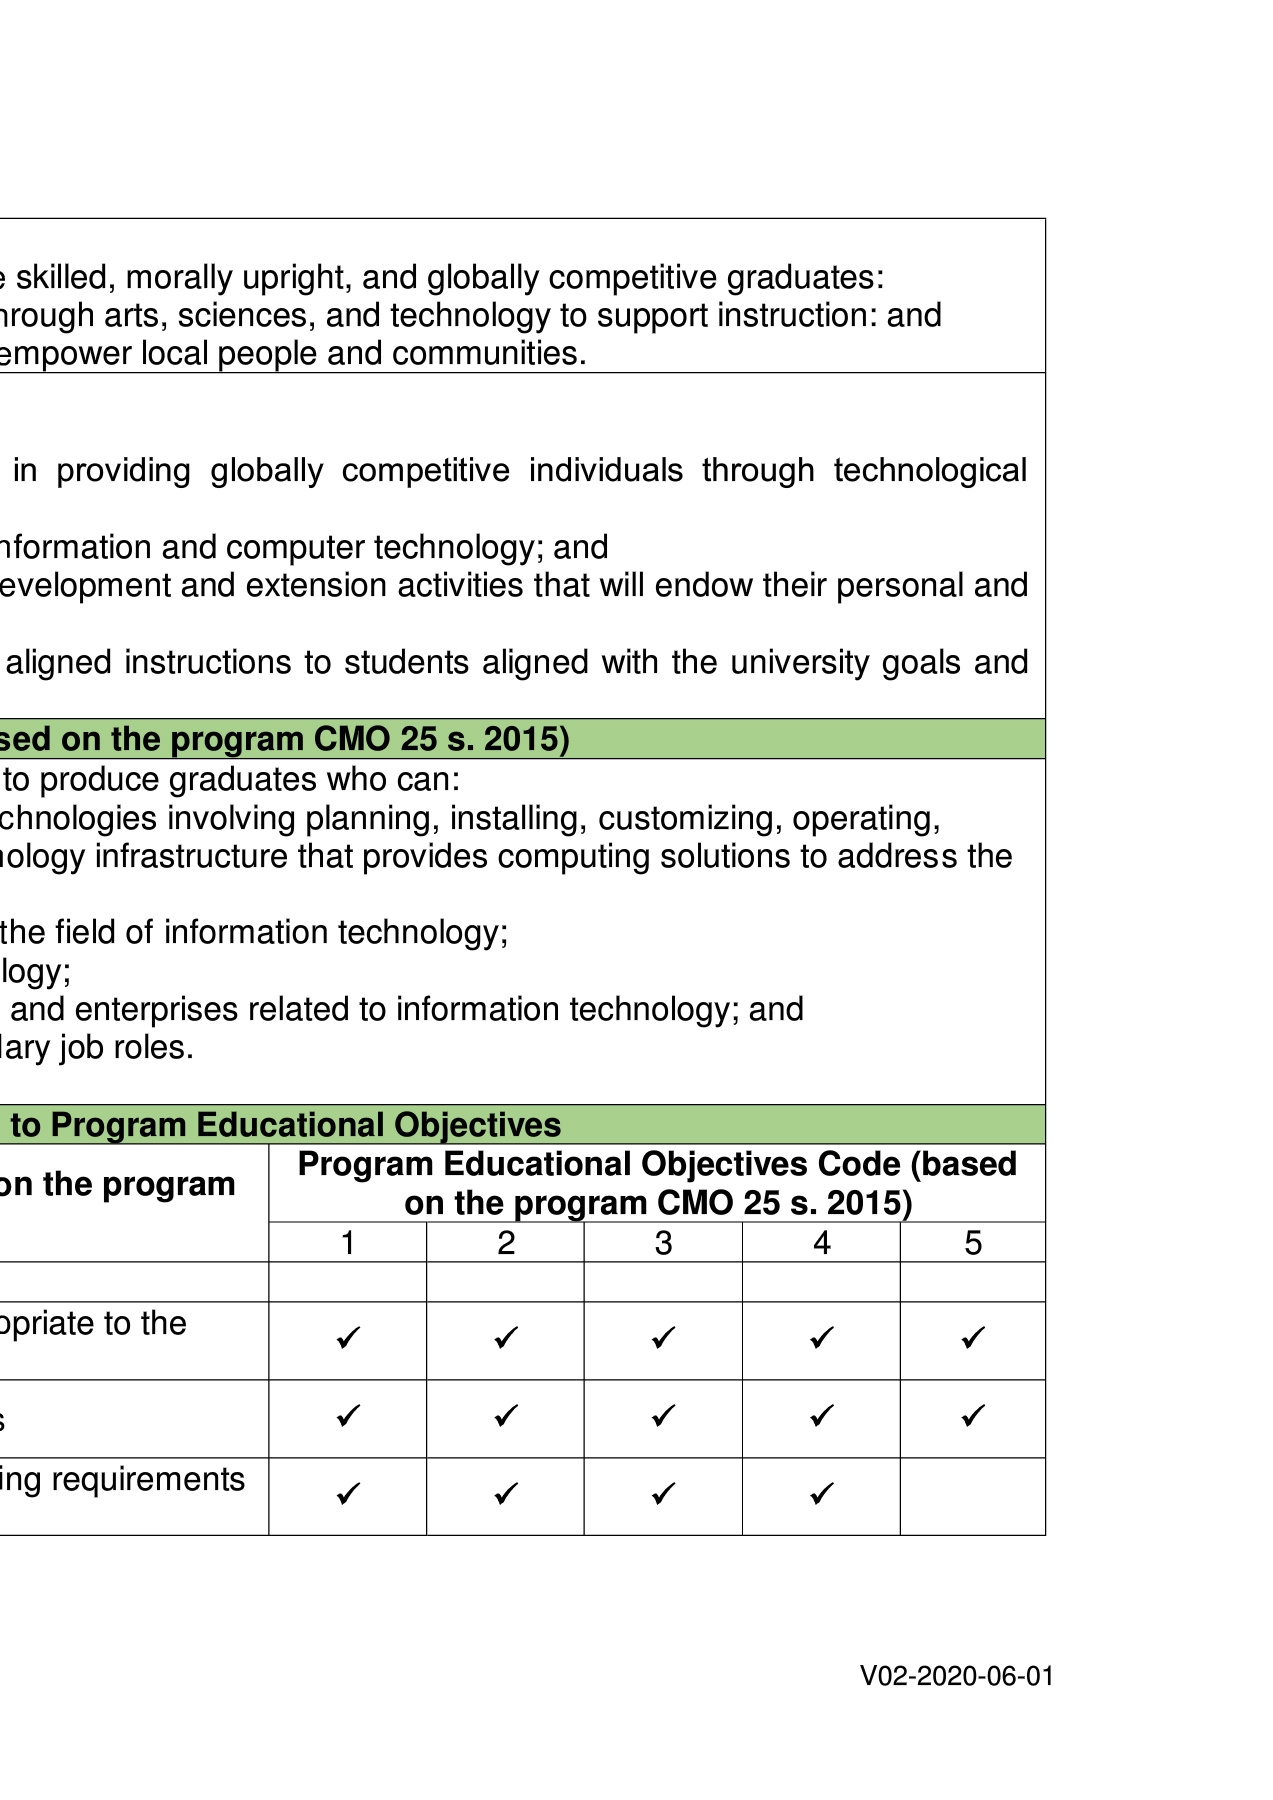 skilled, morally upright, and globally competitive graduates:
hrough arts, sciences, and technology to support instruction: and
empower local people and communities.
in providing globally competitive individuals through technological
nformation and computer technology; and
evelopment and extension activities that will endow their personal and
aligned instructions to students aligned with the university goals and
sed on the program CMO 25 s. 2015)
to produce graduates who can:
chnologies involving planning, installing, customizing, operating,
nology infrastructure that provides computing solutions to address the
the field of information technology;
logy;
and enterprises related to information technology; and
lary job roles.
to Program Educational Objectives
on the program
Program Educational Objectives Code (based
on the program CMO 25 s. 2015)
1 2 3 4 5
opriate to the
✓ ✓ ✓ ✓ ✓
s
✓ ✓ ✓ ✓ ✓
ing requirements
✓ ✓ ✓ ✓
V02-2020-06-01